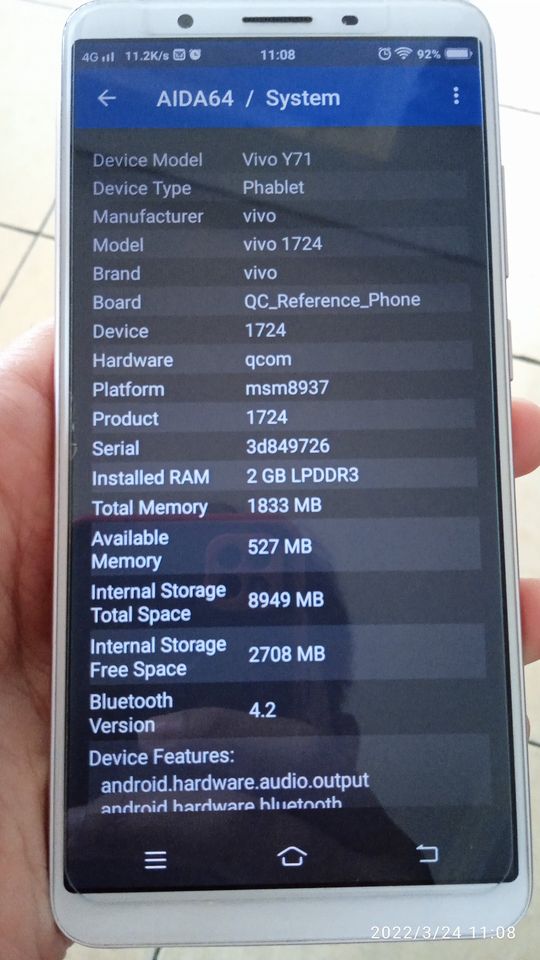 4G 11.2K/s 11:08 92%
AIDA64 / System
Device Model Vivo Y71
Device Type Phablet
Manufacturer vivo
Model vivo 1724
Brand vivo
Board QC_Reference_Phone
Device 1724
Hardware qcom
Platform msm8937
Product 1724
Serial 3d849726
Installed RAM 2 GB LPDDR3
Total Memory 1833 MB
Available
Memory 527 MB
Internal Storage
Total Space 8949 MB
Internal Storage
Free Space 2708 MB
Bluetooth
Version 4.2
Device Features:
android.hardware.audio.output
android.hardware.bluetooth
2022/3/24 11:08